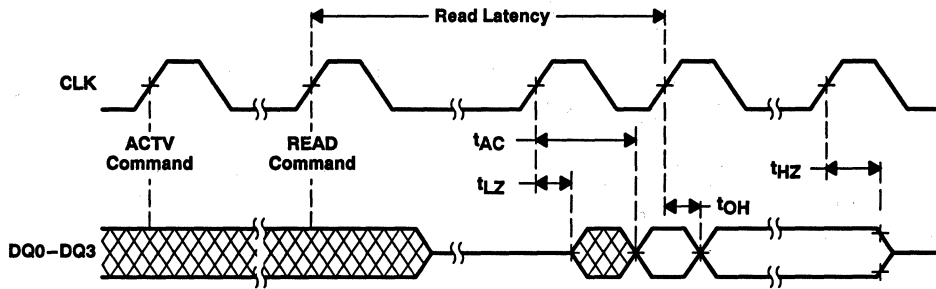 Read Latency
CLK
ACTV
Command
READ
Command
tAC
tLZ
tHZ
tOH
DQ0–DQ3